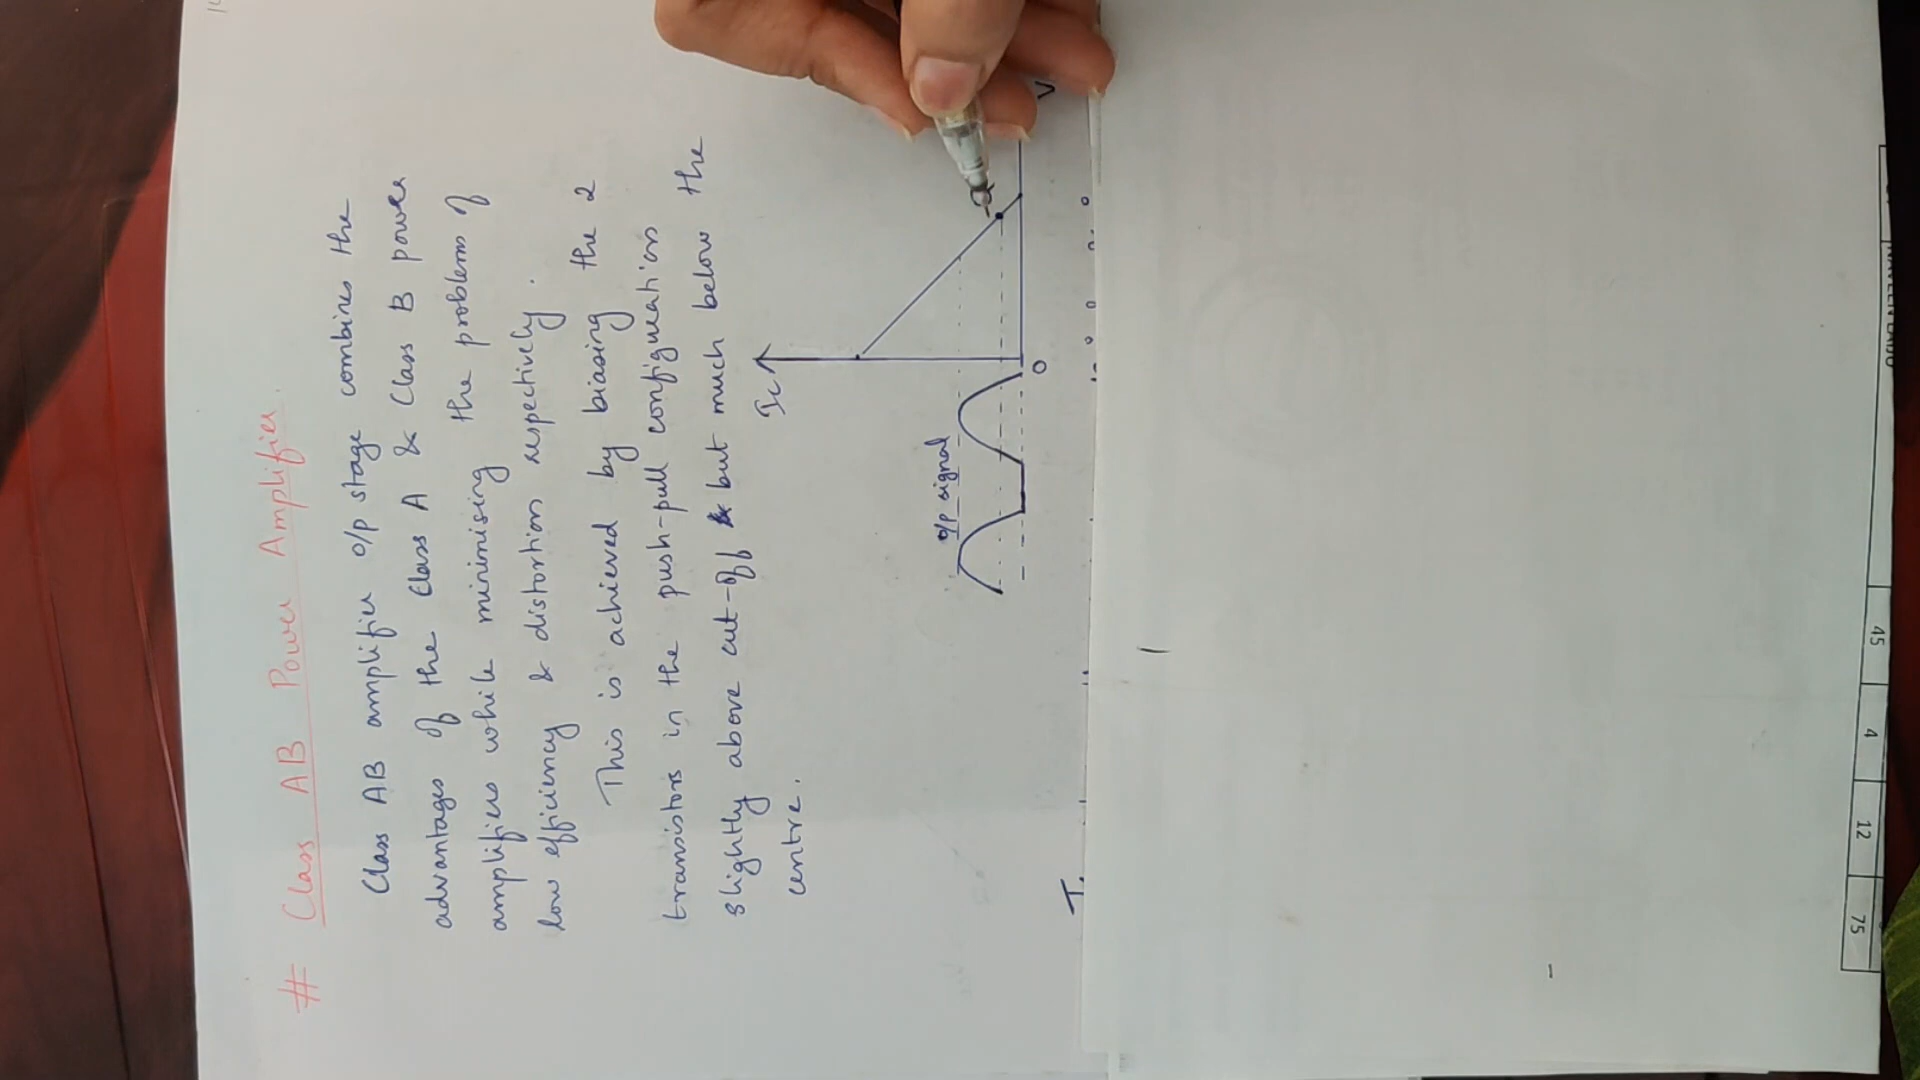 # Class AB Power Amplifier.
Class AB amplifier o/p stage combines the
advantages of the class A & Class B power
amplifiers while minimising the problems of
low efficiency & distortion respectively.
This is achieved by biasing the 2
transistors in the push-pull configuration
slightly above cut-off but much below the
centre.
Ic
o/p signal
Q
O
V
45 4 12 75